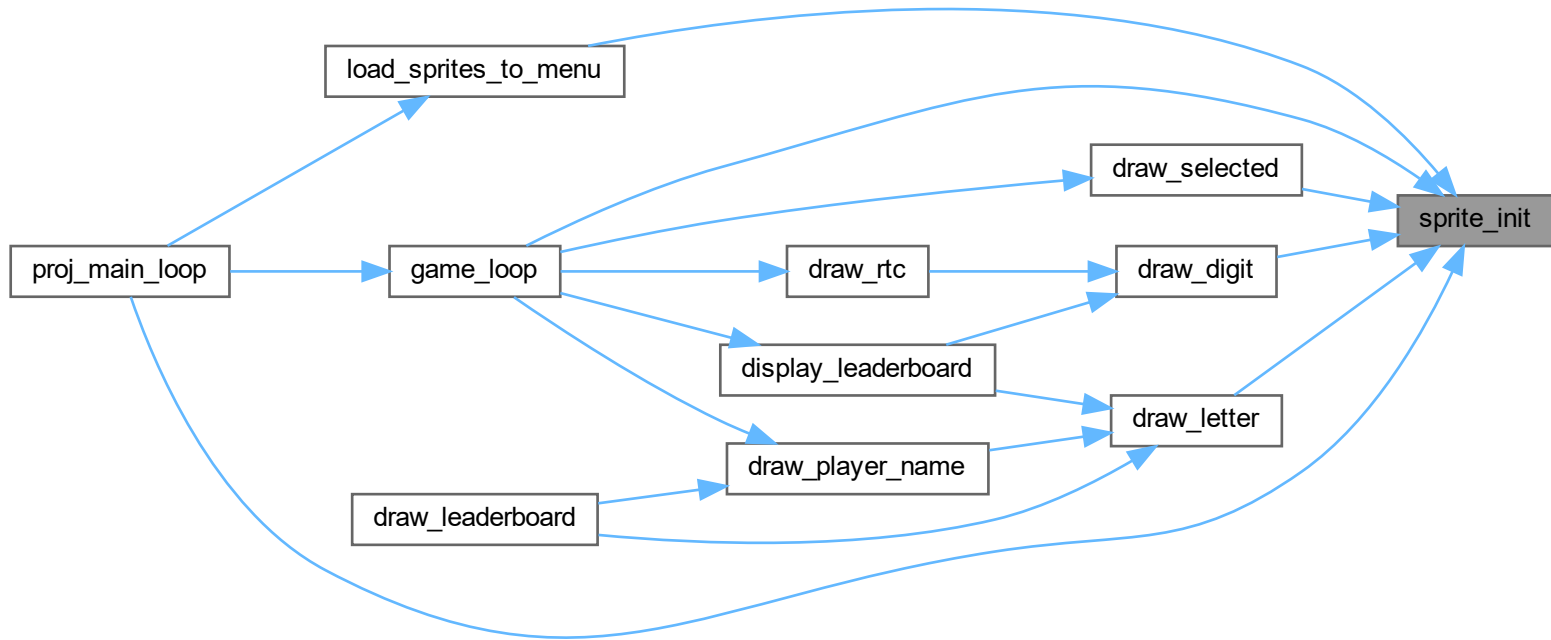 load_sprites_to_menu
draw_selected
sprite_init
proj_main_loop
game_loop
draw_rtc
draw_digit
display_leaderboard
draw_letter
draw_player_name
draw_leaderboard